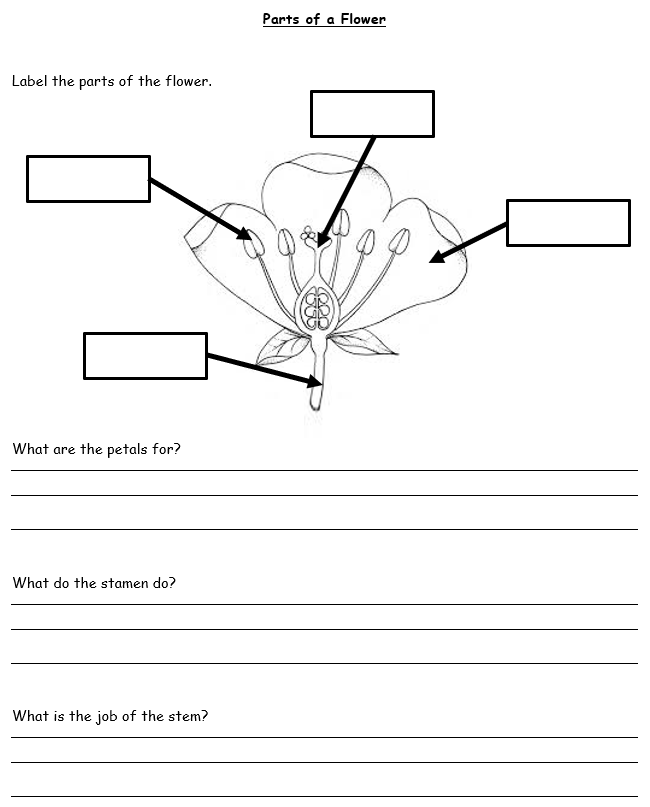 Parts of a Flower
Label the parts of the flower.
What are the petals for?
What do the stamen do?
What is the job of the stem?